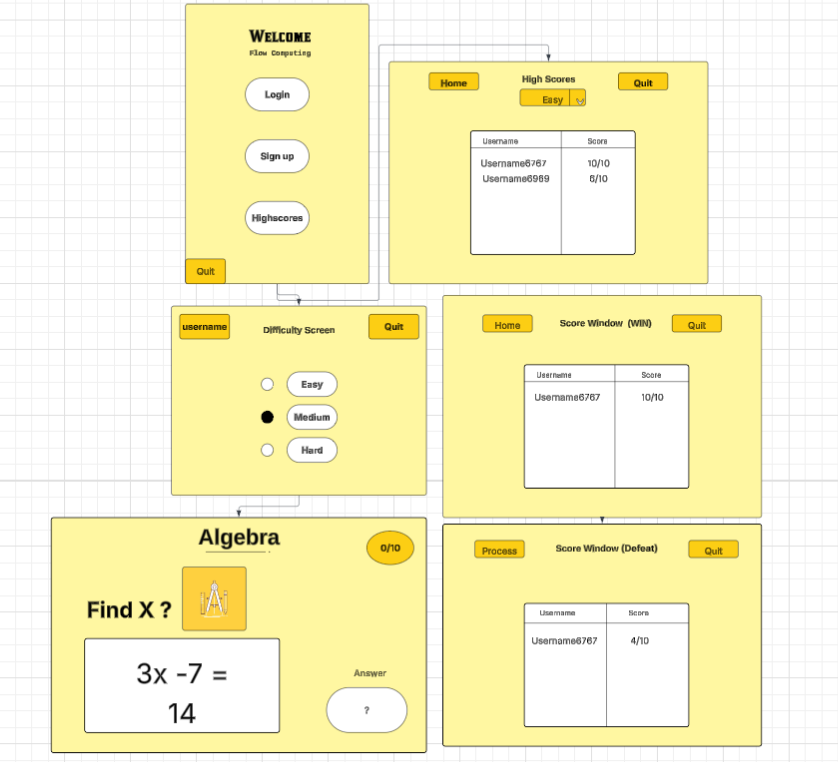 Welcome
Flow Computing
Login
Sign up
Highscores
Quit
Home
High Scores
Quit
Easy
Username Score
Username6767 10/10
Username6969 6/10
username
Difficulty Screen
Quit
Easy
Medium
Hard
Home
Score Window (WIN)
Quit
Username Score
Username6767 10/10
Algebra
0/10
Find X ?
3x -7 =
14
Answer
?
Process
Score Window (Defeat)
Quit
Username Score
Username6767 4/10